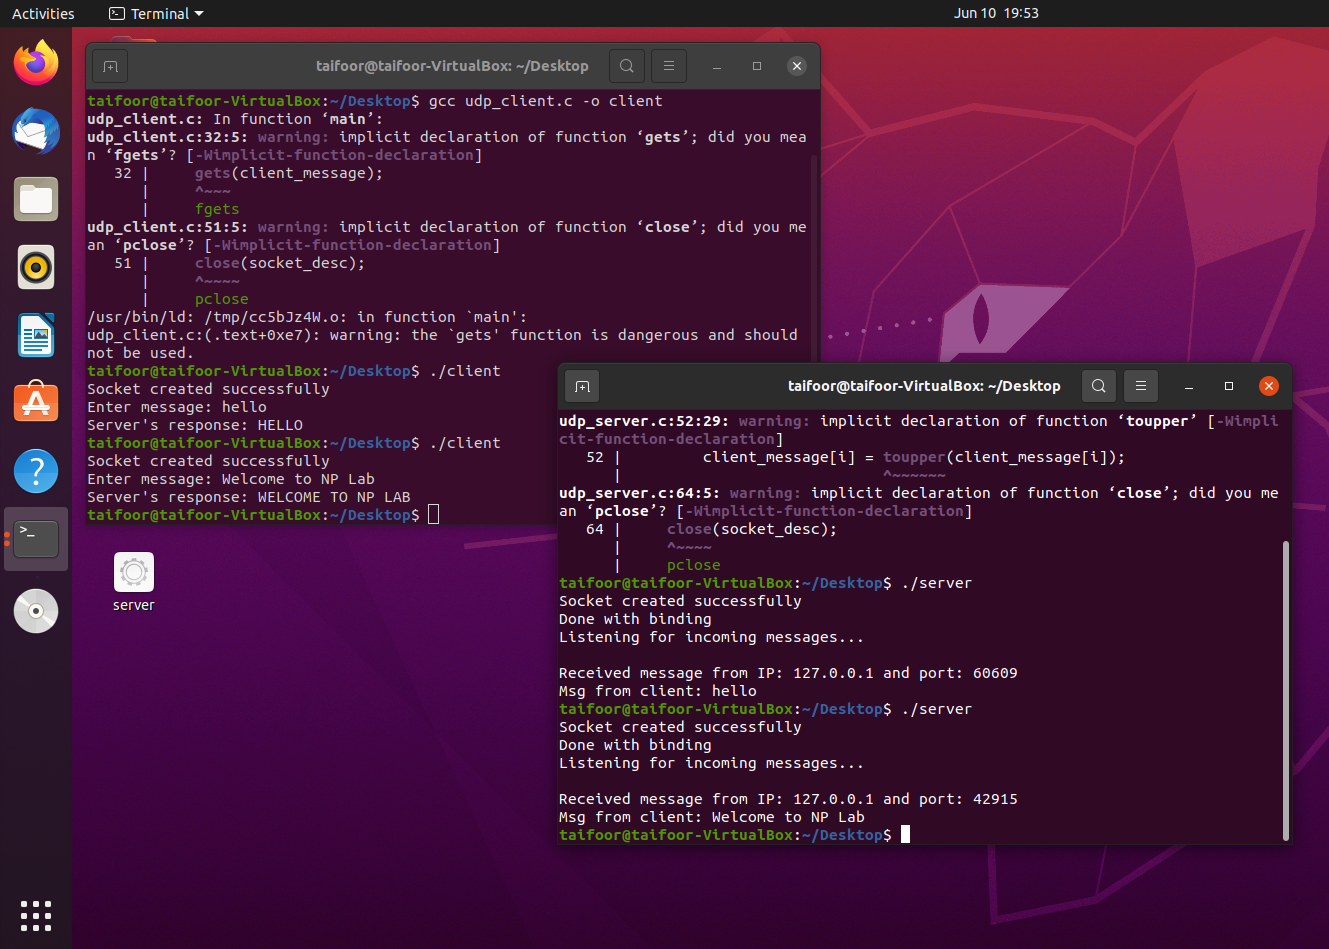 Activities
Terminal
Jun 10 19:53
taifoor@taifoor-VirtualBox: ~/Desktop
taifoor@taifoor-VirtualBox:~/Desktop$ gcc udp_client.c -o client
udp_client.c: In function ‘main’:
udp_client.c:32:5: warning: implicit declaration of function ‘gets’; did you mea
n ‘fgets’? [-Wimplicit-function-declaration]
   32 |     gets(client_message);
      |     ^~~~
      |     fgets
udp_client.c:51:5: warning: implicit declaration of function ‘close’; did you me
an ‘pclose’? [-Wimplicit-function-declaration]
   51 |     close(socket_desc);
      |     ^~~~~
      |     pclose
/usr/bin/ld: /tmp/cc5bJz4W.o: in function `main':
udp_client.c:(.text+0xe7): warning: the `gets' function is dangerous and should
not be used.
taifoor@taifoor-VirtualBox:~/Desktop$ ./client
Socket created successfully
Enter message: hello
Server's response: HELLO
taifoor@taifoor-VirtualBox:~/Desktop$ ./client
Socket created successfully
Enter message: Welcome to NP Lab
Server's response: WELCOME TO NP LAB
taifoor@taifoor-VirtualBox:~/Desktop$
server
taifoor@taifoor-VirtualBox: ~/Desktop
udp_server.c:52:29: warning: implicit declaration of function ‘toupper’ [-Wimpli
cit-function-declaration]
   52 |         client_message[i] = toupper(client_message[i]);
      |                             ^~~~~~~
udp_server.c:64:5: warning: implicit declaration of function ‘close’; did you me
an ‘pclose’? [-Wimplicit-function-declaration]
   64 |     close(socket_desc);
      |     ^~~~~
      |     pclose
taifoor@taifoor-VirtualBox:~/Desktop$ ./server
Socket created successfully
Done with binding
Listening for incoming messages...
Received message from IP: 127.0.0.1 and port: 60609
Msg from client: hello
taifoor@taifoor-VirtualBox:~/Desktop$ ./server
Socket created successfully
Done with binding
Listening for incoming messages...
Received message from IP: 127.0.0.1 and port: 42915
Msg from client: Welcome to NP Lab
taifoor@taifoor-VirtualBox:~/Desktop$